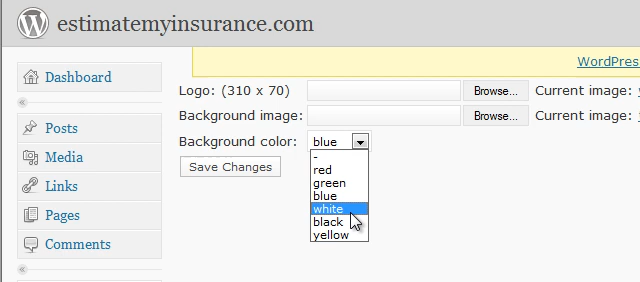 estimatemyinsurance.com
WordPres
Dashboard
Posts
Media
Links
Pages
Comments
Logo: (310 x 70) Browse... Current image:
Background image: Browse... Current image:
Background color: blue
-
red
green
blue
white
black
yellow
Save Changes